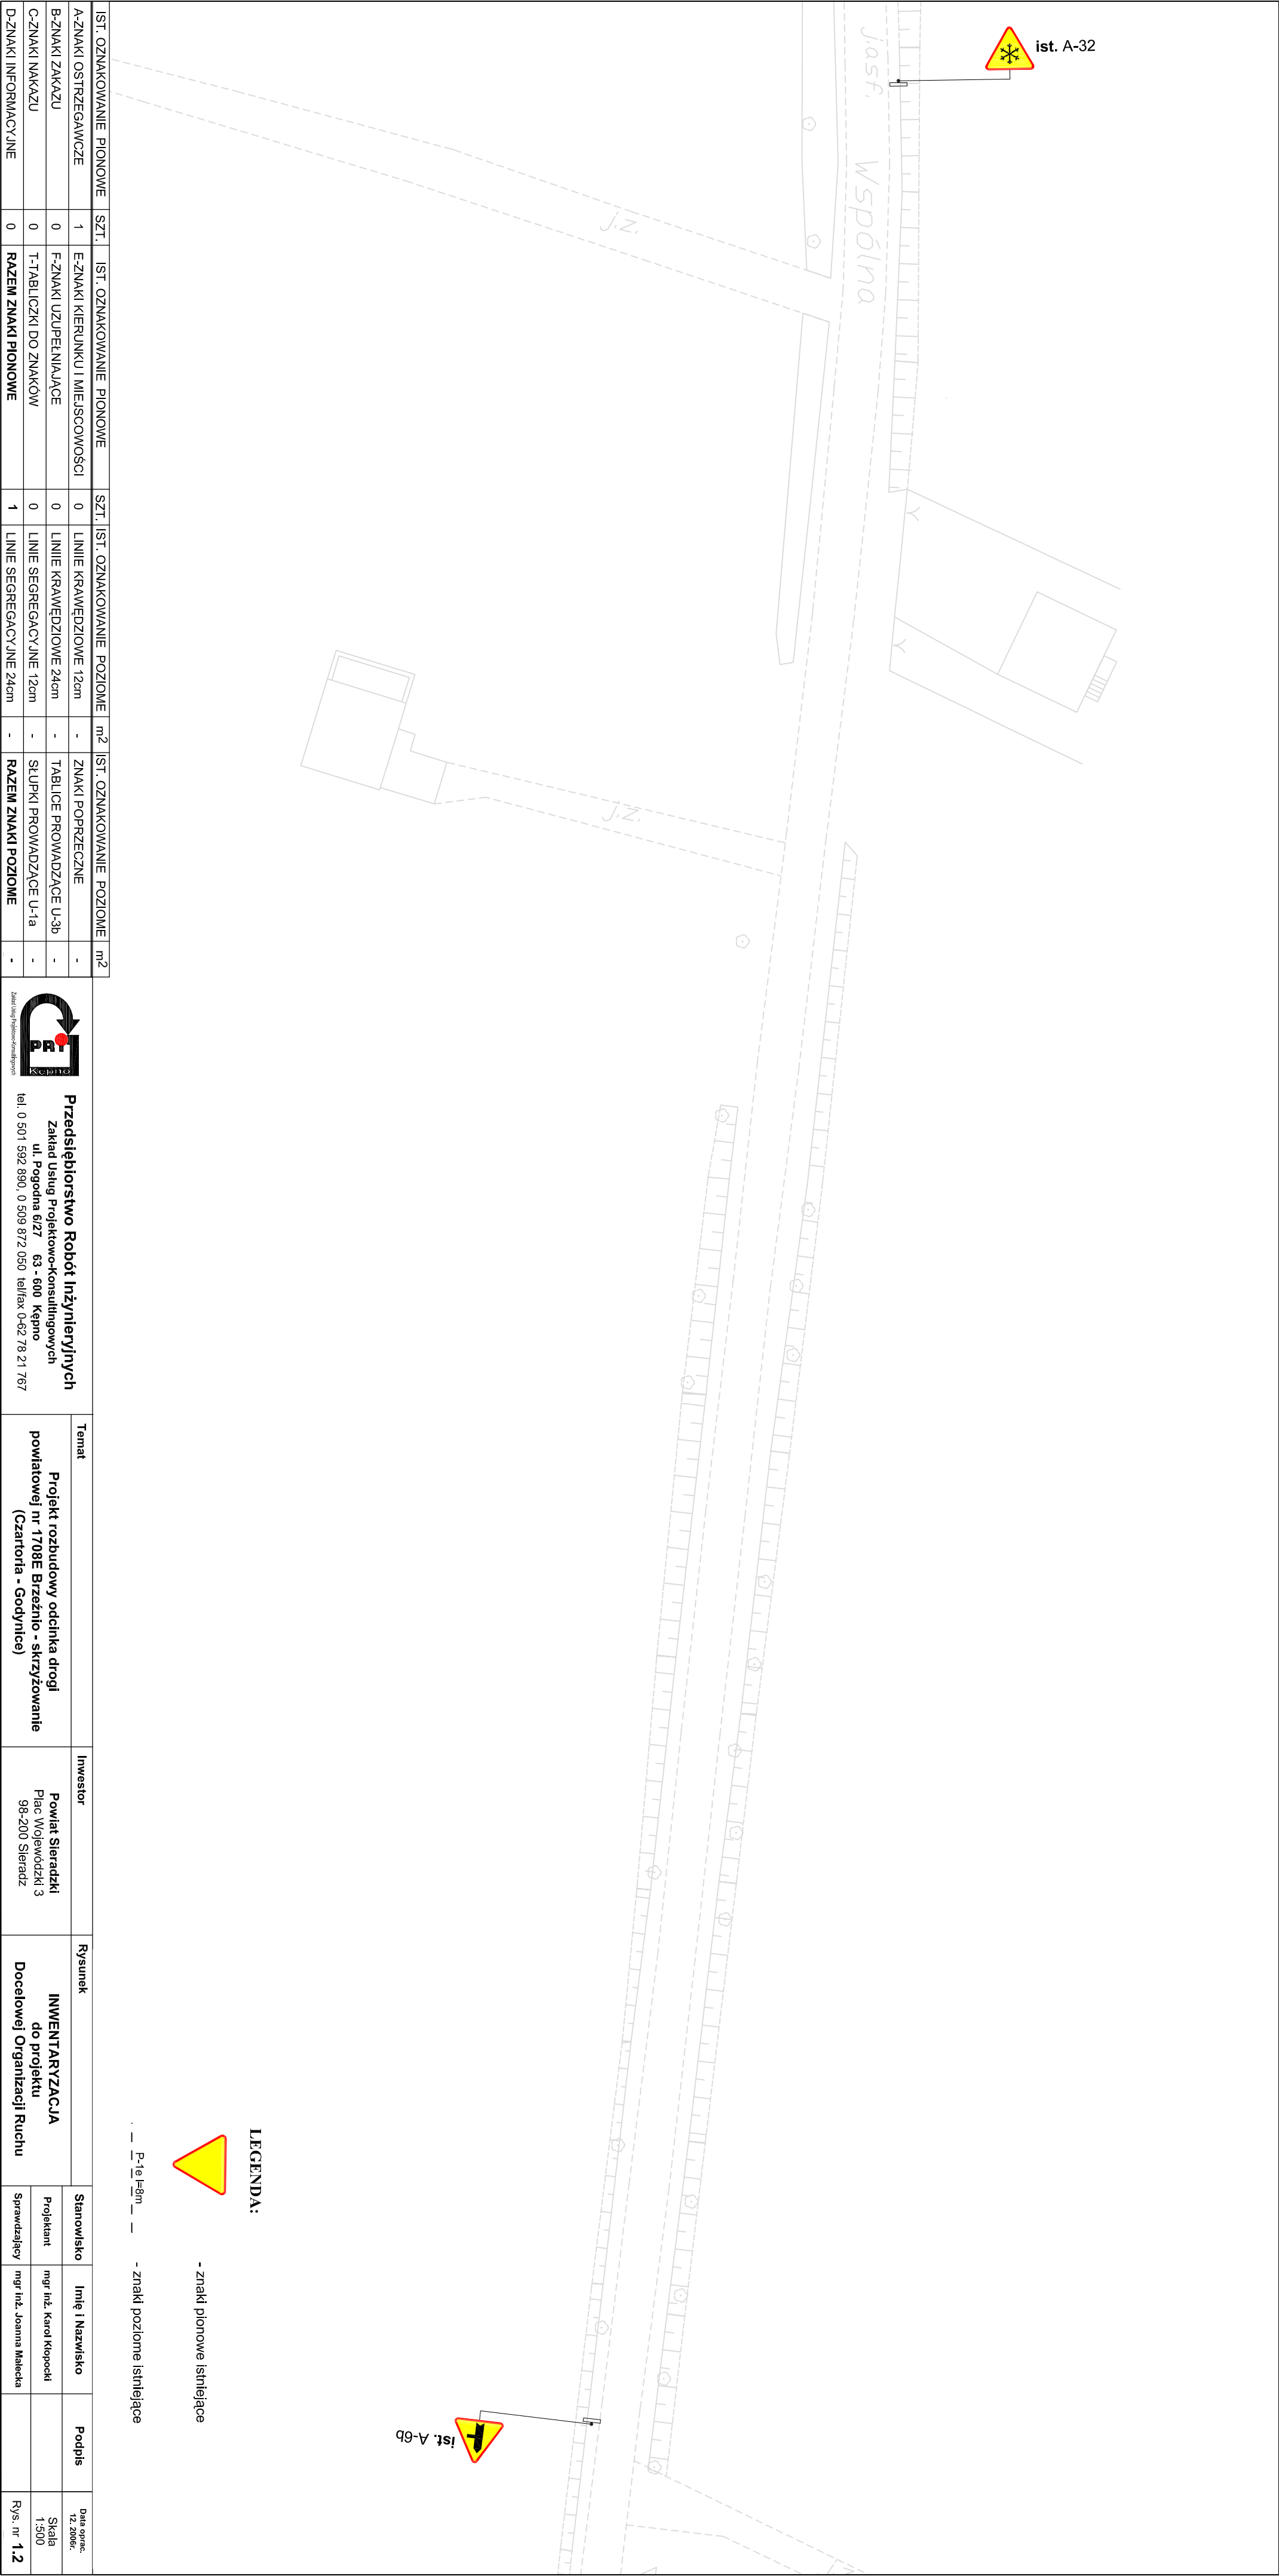 ist. A-32
j.asf.
Wspólna
j.z.
j.z.
ist. A-6b
LEGENDA:
- znaki pionowe istniejące
P-1e l=8m
- znaki poziome istniejące
IST. OZNAKOWANIE PIONOWE SZT. IST. OZNAKOWANIE PIONOWE SZT. IST. OZNAKOWANIE POZIOME m2 IST. OZNAKOWANIE POZIOME m2
A-ZNAKI OSTRZEGAWCZE 1 E-ZNAKI KIERUNKU I MIEJSCOWOŚCI 0 LINIIE KRAWĘDZIOWE 12cm - ZNAKI POPRZECZNE -
B-ZNAKI ZAKAZU 0 F-ZNAKI UZUPEŁNIAJĄCE 0 LINIIE KRAWĘDZIOWE 24cm - TABLICE PROWADZĄCE U-3b -
C-ZNAKI NAKAZU 0 T-TABLICZKI DO ZNAKÓW 0 LINIE SEGREGACYJNE 12cm - SŁUPKI PROWADZĄCE U-1a -
D-ZNAKI INFORMACYJNE 0 RAZEM ZNAKI PIONOWE 1 LINIE SEGREGACYJNE 24cm - RAZEM ZNAKI POZIOME -
PRI
Kępno
Zakład Usług Projektowo-Konsultingowych
Przedsiębiorstwo Robót Inżynieryjnych
Zakład Usług Projektowo-Konsultingowych
ul. Pogodna 6/27 63 - 600 Kępno
tel. 0 501 592 890, 0 509 872 050 tel/fax 0-62 78 21 767
Temat
Projekt rozbudowy odcinka drogi
powiatowej nr 1708E Brzeźnio - skrzyżowanie
(Czartoria - Godynice)
Inwestor
Powiat Sieradzki
Plac Wojewódzki 3
98-200 Sieradz
Rysunek
INWENTARYZACJA
do projektu
Docelowej Organizacji Ruchu
Stanowisko Imię i Nazwisko Podpis
Projektant mgr inż. Karol Kłopocki
Sprawdzający mgr inż. Joanna Małecka
Data oprac.
12. 2006r.
Skala
1:500
Rys. nr 1.2